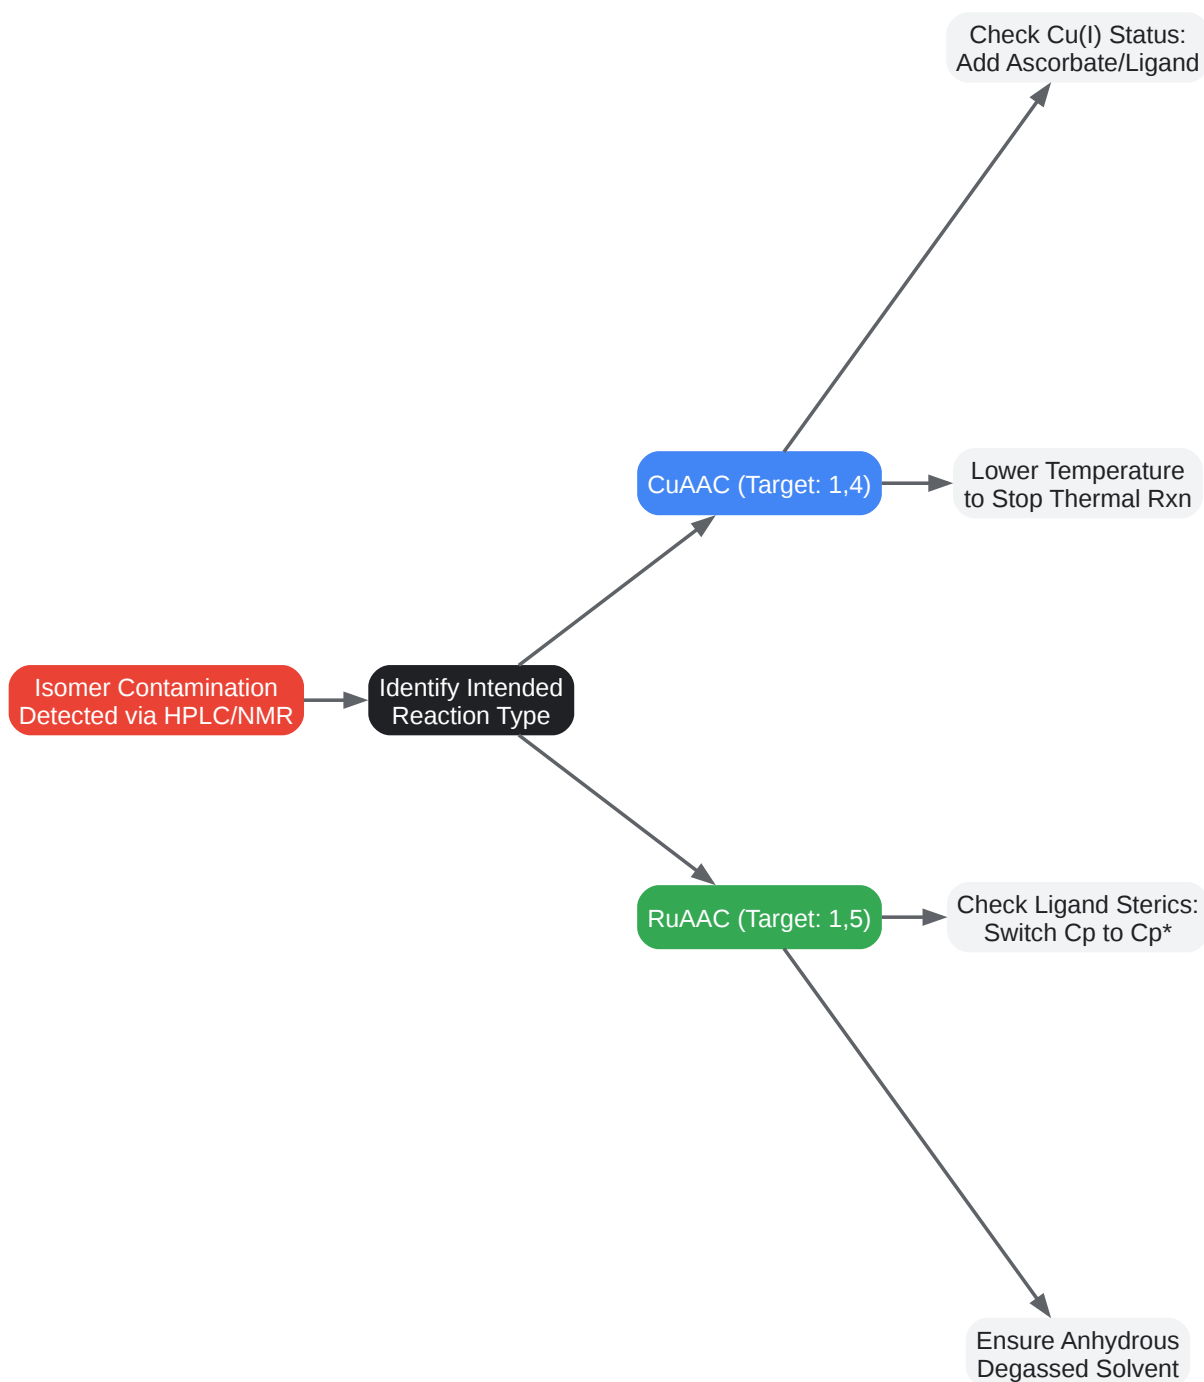 Check Cu(I) Status:
Add Ascorbate/Ligand
CuAAC (Target: 1,4)
Lower Temperature
to Stop Thermal Rxn
Isomer Contamination
Detected via HPLC/NMR
Identify Intended
Reaction Type
RuAAC (Target: 1,5)
Check Ligand Sterics:
Switch Cp to Cp*
Ensure Anhydrous
Degassed Solvent